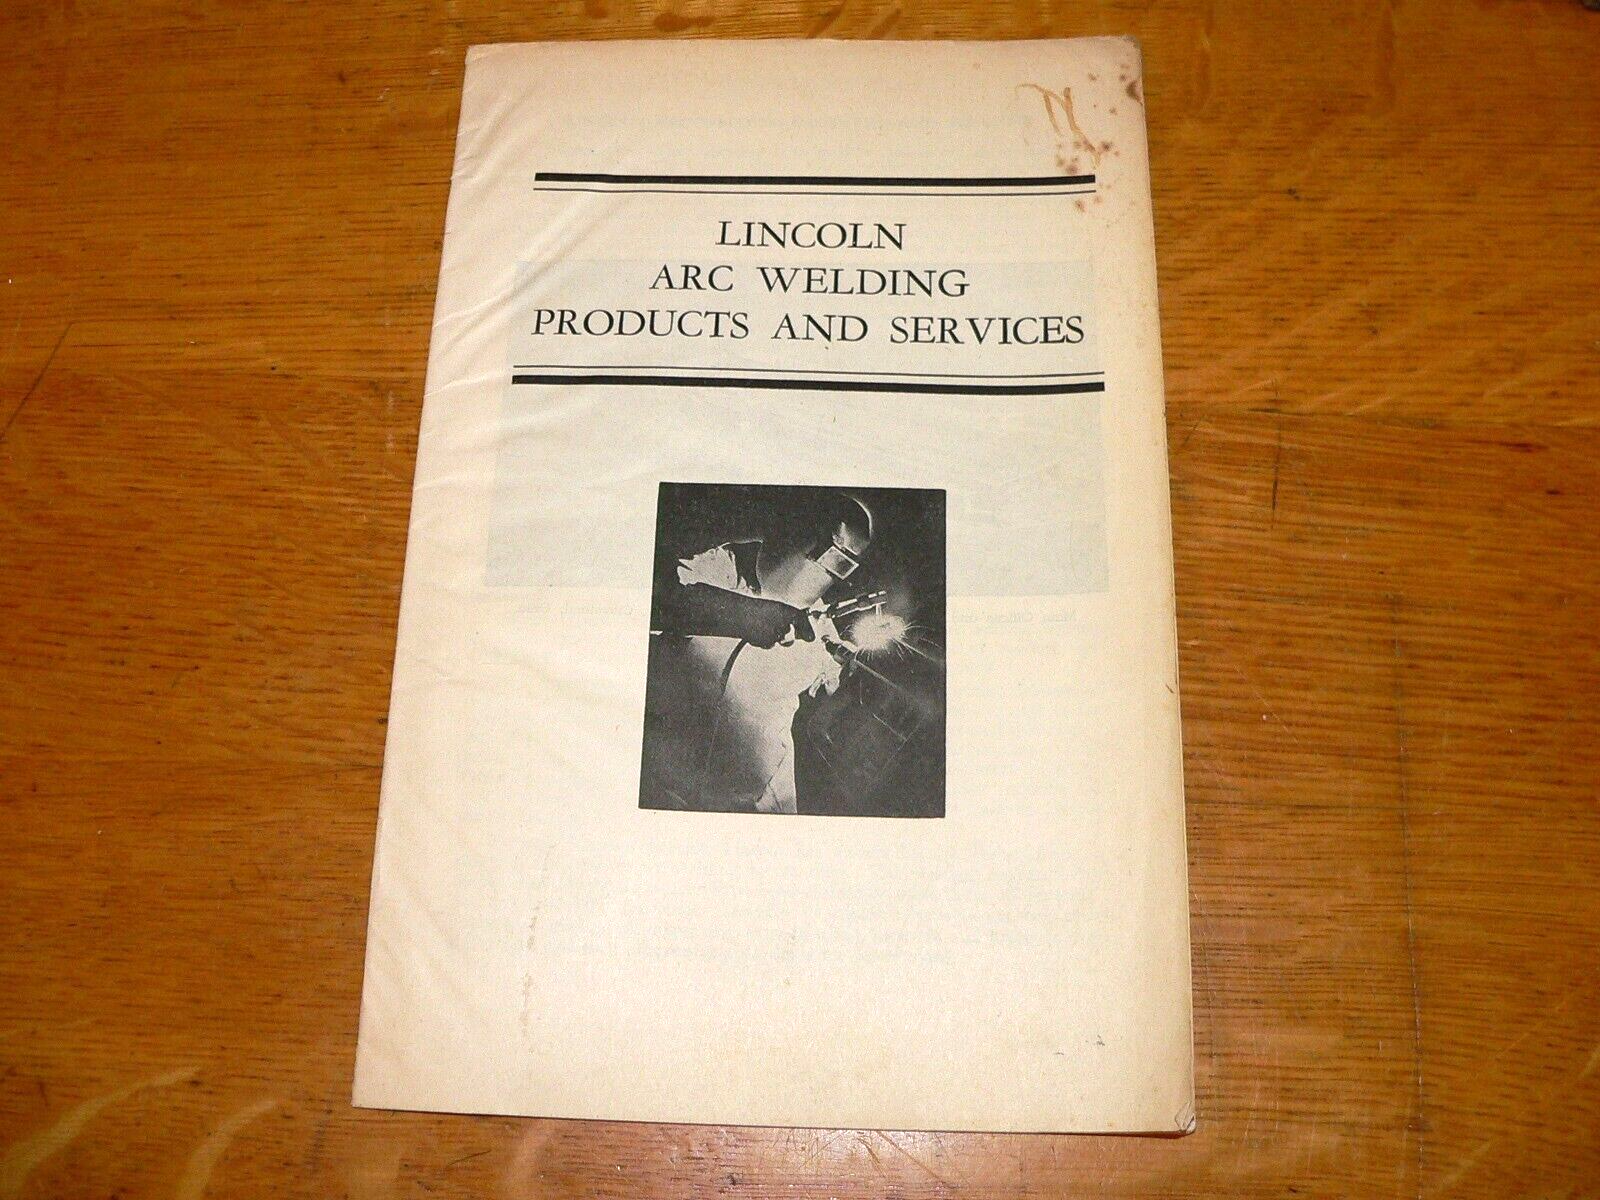 LINCOLN
ARC WELDING
PRODUCTS AND SERVICES